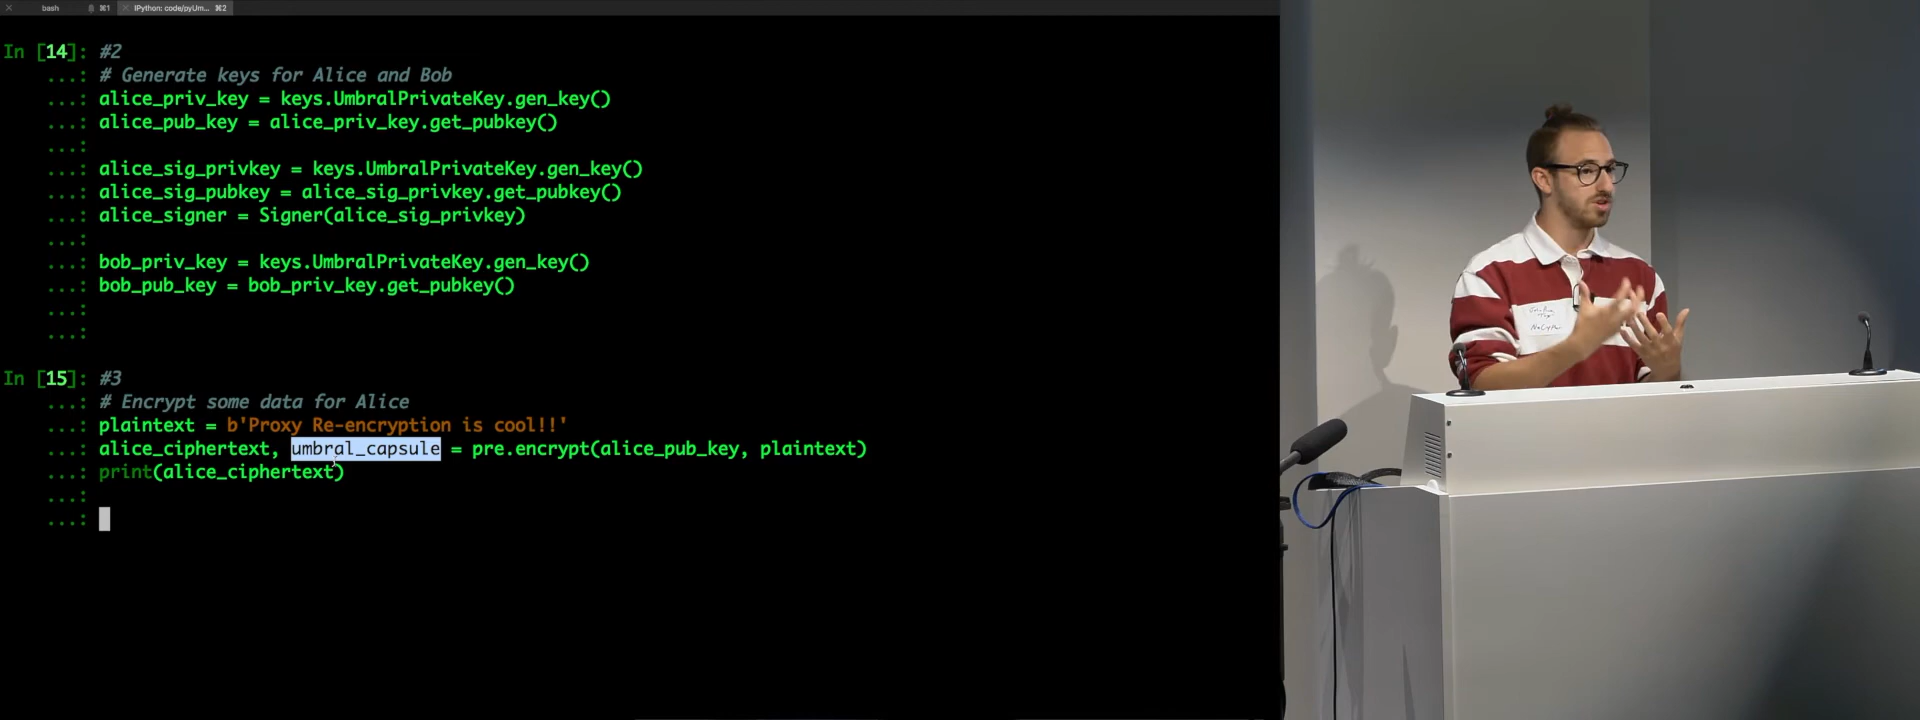 bash ⌘1 IPython: code/pyUm... ⌘2
In [14]: #2
...: # Generate keys for Alice and Bob
...: alice_priv_key = keys.UmbralPrivateKey.gen_key()
...: alice_pub_key = alice_priv_key.get_pubkey()
...:
...: alice_sig_privkey = keys.UmbralPrivateKey.gen_key()
...: alice_sig_pubkey = alice_sig_privkey.get_pubkey()
...: alice_signer = Signer(alice_sig_privkey)
...:
...: bob_priv_key = keys.UmbralPrivateKey.gen_key()
...: bob_pub_key = bob_priv_key.get_pubkey()
...:
...:
In [15]: #3
...: # Encrypt some data for Alice
...: plaintext = b'Proxy Re-encryption is cool!!'
...: alice_ciphertext, umbral_capsule = pre.encrypt(alice_pub_key, plaintext)
...: print(alice_ciphertext)
...:
...: